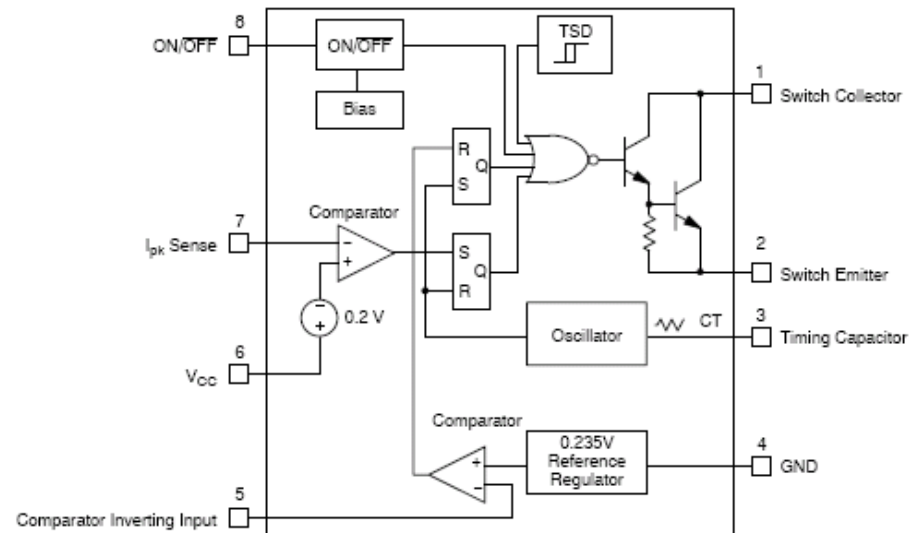 8
ON/OFF
ON/OFF
Bias
TSD
1
Switch Collector
R
Q
S
Comparator
7
Ipk Sense
−
+
S
Q
R
2
Switch Emitter
−
+
0.2 V
Oscillator
CT
3
Timing Capacitor
6
VCC
Comparator
+
−
0.235V
Reference
Regulator
4
GND
5
Comparator Inverting Input